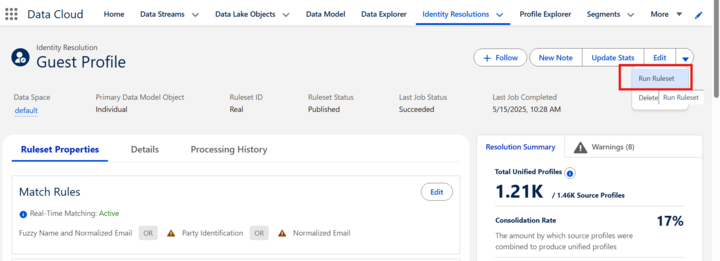 Data Cloud Home Data Streams Data Lake Objects Data Model Data Explorer Identity Resolutions Profile Explorer Segments More
Identity Resolution
Guest Profile
+ Follow New Note Update Stats Edit
Run Ruleset
Delete Run Ruleset
Data Space Primary Data Model Object Ruleset ID Ruleset Status Last Job Status Last Job Completed
default Individual Real Published Succeeded 5/15/2025, 10:28 AM
Ruleset Properties Details Processing History
Match Rules Edit
Real-Time Matching: Active
Fuzzy Name and Normalized Email OR Party Identification OR Normalized Email
Resolution Summary Warnings (8)
Total Unified Profiles
1.21K / 1.46K Source Profiles
Consolidation Rate 17%
The amount by which source profiles were
combined to produce unified profiles